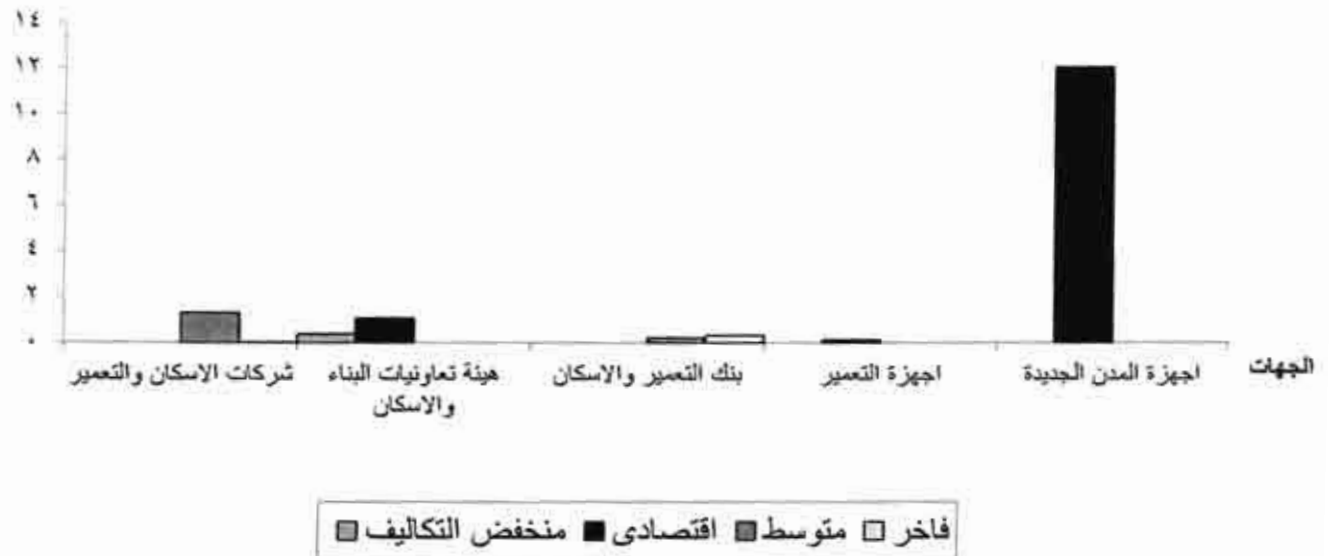 ١٤
١٢
١٠
٨
٦
٤
٢
٠
اجهزة المدن الجديدة
اجهزة التعمير
بنك التعمير والاسكان
هيئة تعاونيات البناء
والاسكان
شركات الاسكان والتعمير
الجهات
منخفض التكاليف اقتصادى متوسط فاخر